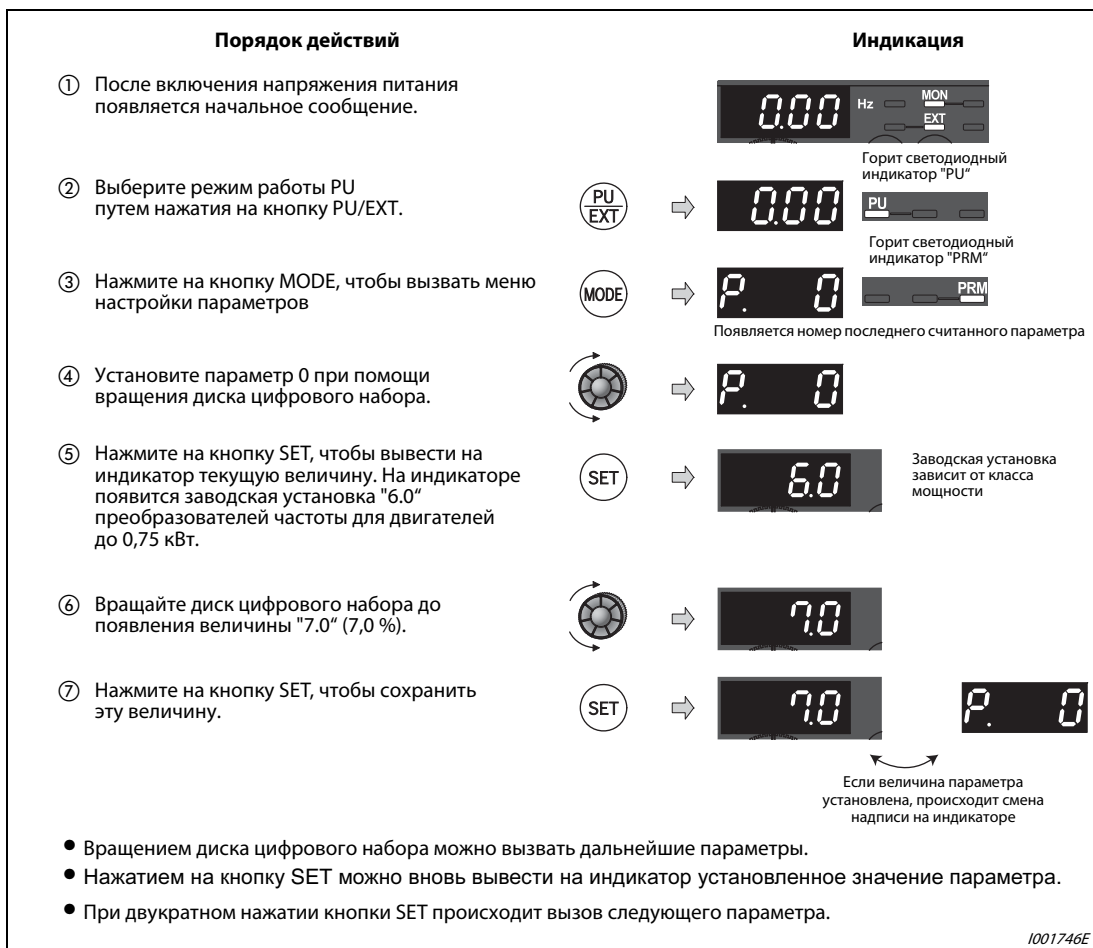 Порядок действий
Индикация
① После включения напряжения питания
появляется начальное сообщение.
0.00 Hz MON
EXT
Горит светодиодный
индикатор "PU“
② Выберите режим работы PU
путем нажатия на кнопку PU/EXT.
PU
EXT
0.00
PU
Горит светодиодный
индикатор "PRM“
③ Нажмите на кнопку MODE, чтобы вызвать меню
настройки параметров
MODE
P. 0
PRM
Появляется номер последнего считанного параметра
④ Установите параметр 0 при помощи
вращения диска цифрового набора.
P. 0
⑤ Нажмите на кнопку SET, чтобы вывести на
индикатор текущую величину. На индикаторе
появится заводская установка "6.0“
преобразователей частоты для двигателей
до 0,75 кВт.
SET
6.0
Заводская установка
зависит от класса
мощности
⑥ Вращайте диск цифрового набора до
появления величины "7.0“ (7,0 %).
7.0
⑦ Нажмите на кнопку SET, чтобы сохранить
эту величину.
SET
7.0
P. 0
Если величина параметра
установлена, происходит смена
надписи на индикаторе
● Вращением диска цифрового набора можно вызвать дальнейшие параметры.
● Нажатием на кнопку SET можно вновь вывести на индикатор установленное значение параметра.
● При двукратном нажатии кнопки SET происходит вызов следующего параметра.
I001746E